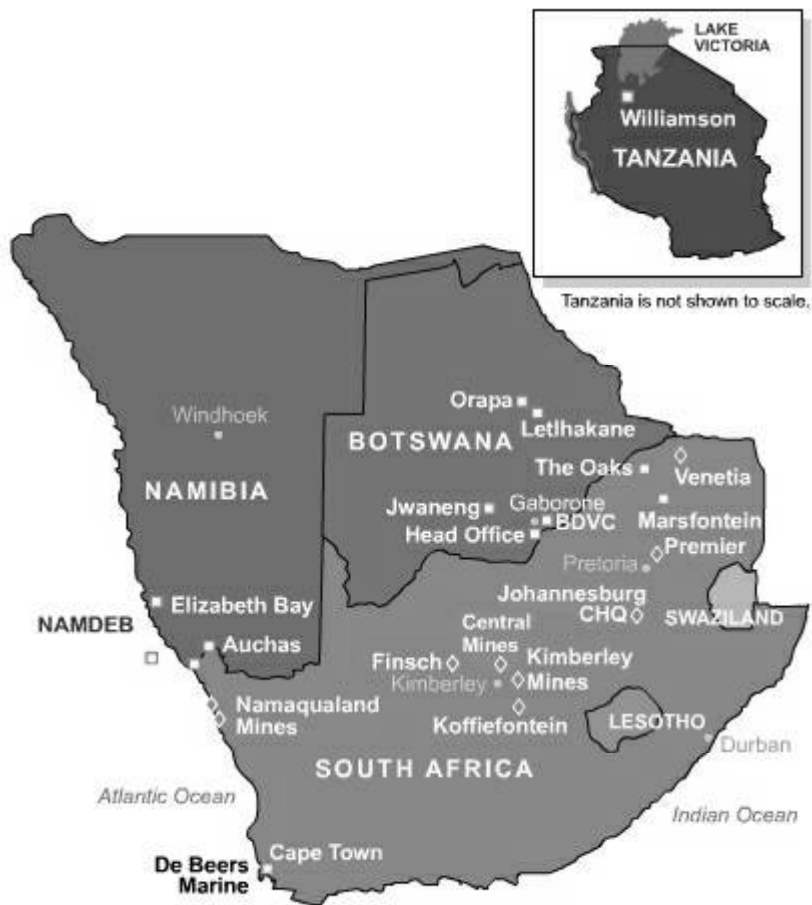 LAKE
VICTORIA
Williamson
TANZANIA
Tanzania is not shown to scale.
Orapa
Windhoek
Letlhakane
BOTSWANA
The Oaks
Venetia
NAMIBIA
Jwaneng
Gaborone
BDVC
Marsfontein
Head Office
Premier
Pretoria
Johannesburg
CHQ
Elizabeth Bay
SWAZILAND
NAMDEB
Central
Mines
Auchas
Finsch
Kimberley
Mines
Kimberley
Namaqualand
Mines
Koffiefontein
LESOTHO
Durban
SOUTH AFRICA
Atlantic Ocean
Indian Ocean
Cape Town
De Beers
Marine